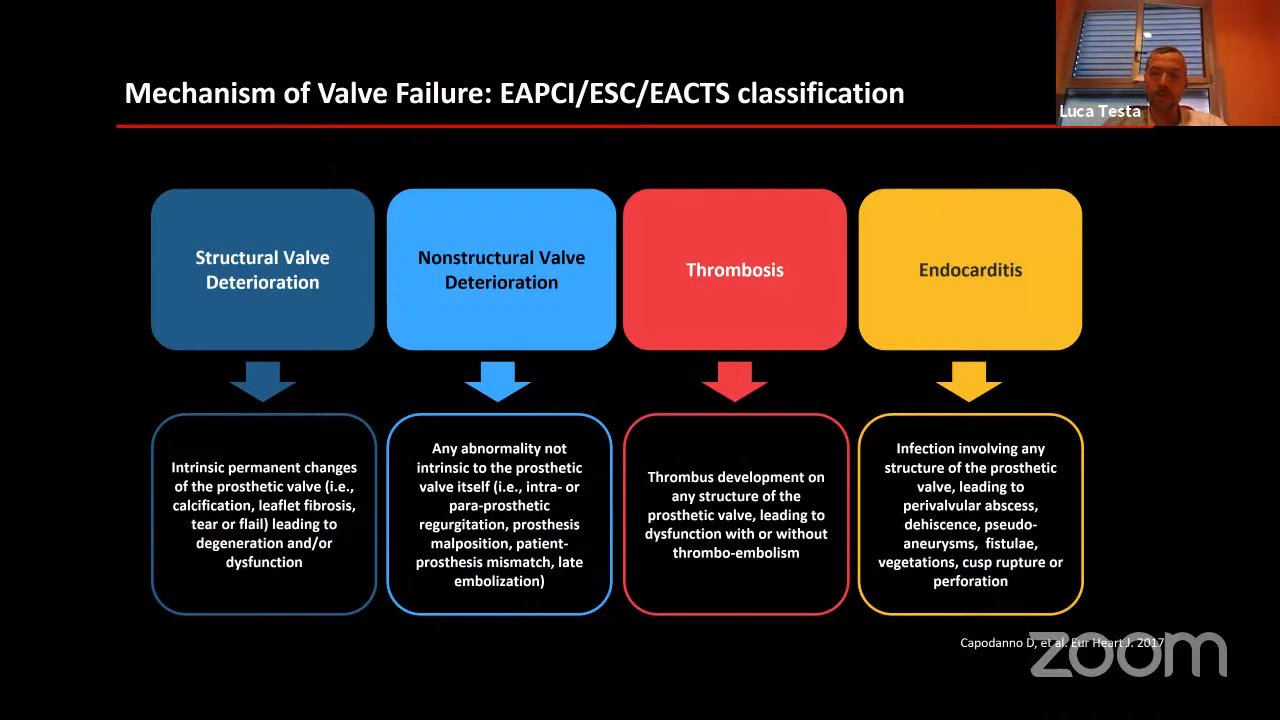 Mechanism of Valve Failure: EAPCI/ESC/EACTS classification
Luca Testa
Structural Valve
Deterioration
Nonstructural Valve
Deterioration
Thrombosis
Endocarditis
Intrinsic permanent changes
of the prosthetic valve (i.e.,
calcification, leaflet fibrosis,
tear or flail) leading to
degeneration and/or
dysfunction
Any abnormality not
intrinsic to the prosthetic
valve itself (i.e., intra- or
para-prosthetic
regurgitation, prosthesis
malposition, patient-
prosthesis mismatch, late
embolization)
Thrombus development on
any structure of the
prosthetic valve, leading to
dysfunction with or without
thrombo-embolism
Infection involving any
structure of the prosthetic
valve, leading to
perivalvular abscess,
dehiscence, pseudo-
aneurysms, fistulae,
vegetations, cusp rupture or
perforation
Capodanno D, et al. Eur Heart J. 2017
zoom